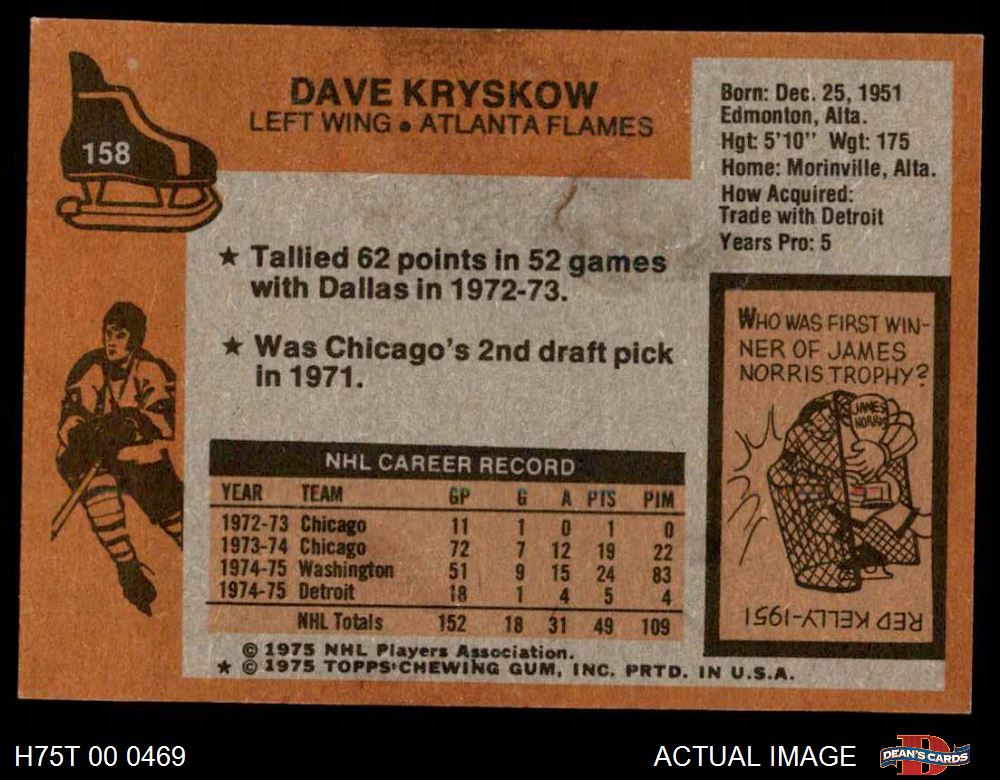 158
DAVE KRYSKOW
LEFT WING • ATLANTA FLAMES
Born: Dec. 25, 1951
Edmonton, Alta.
Hgt: 5'10" Wgt: 175
Home: Morinville, Alta.
How Acquired:
Trade with Detroit
Years Pro: 5
★ Tallied 62 points in 52 games
with Dallas in 1972-73.
★ Was Chicago's 2nd draft pick
in 1971.
WHO WAS FIRST WIN-
NER OF JAMES
NORRIS TROPHY?
JAMES
NORRIS
RED KELLY-1951
NHL CAREER RECORD
YEAR TEAM GP G A PTS PIM
1972-73 Chicago 11 1 0 1 0
1973-74 Chicago 72 7 12 19 22
1974-75 Washington 51 9 15 24 83
1974-75 Detroit 18 1 4 5 4
NHL Totals 152 18 31 49 109
© 1975 NHL Players Association.
★ © 1975 TOPPS CHEWING GUM, INC. PRTD. IN U.S.A.
H75T 00 0469
ACTUAL IMAGE
DEAN'S CARDS